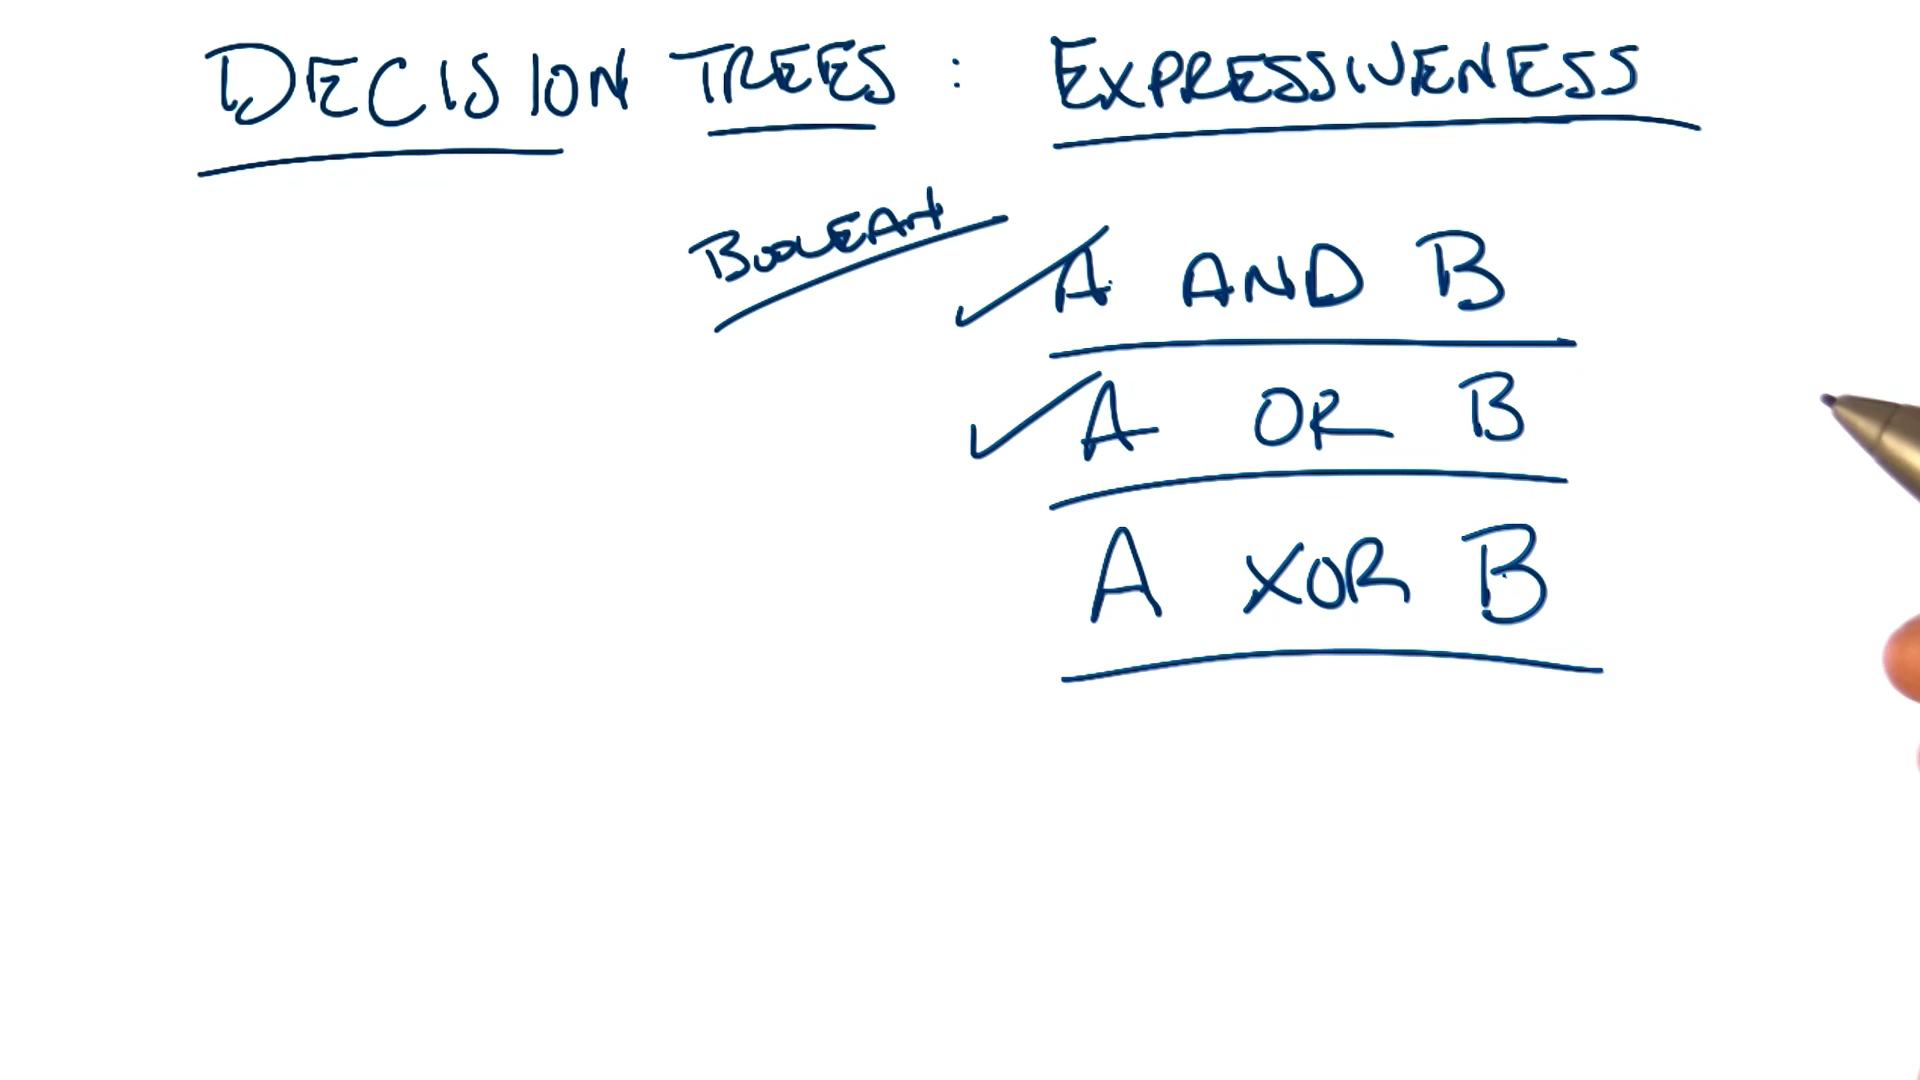 DECISION TREES : EXPRESSIVENESS
BOOLEAN
A AND B
A OR B
A XOR B